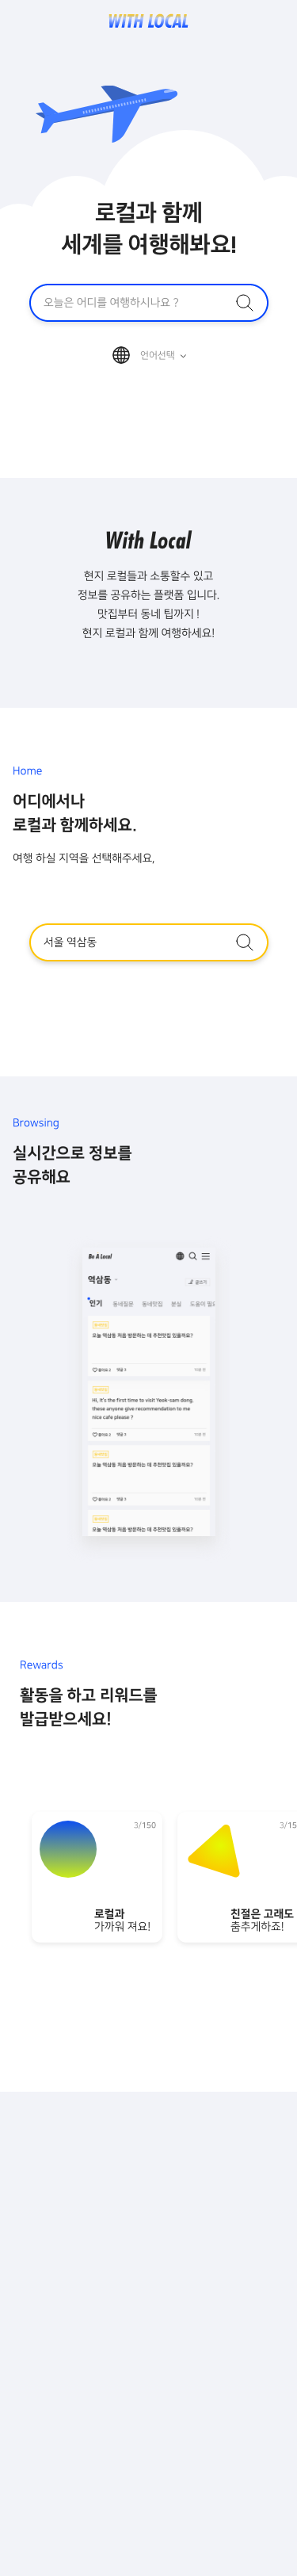 WITH LOCAL
로컬과 함께
세계를 여행해봐요!
오늘은 어디를 여행하시나요 ?
언어선택
With Local
현지 로컬들과 소통할수 있고
정보를 공유하는 플랫폼 입니다.
맛집부터 동네 팁까지 !
현지 로컬과 함께 여행하세요!
Home
어디에서나
로컬과 함께하세요.
여행 하실 지역을 선택해주세요,
서울 역삼동
Browsing
실시간으로 정보를
공유해요
Be A Local
역삼동
글쓰기
인기 동네질문 동네맛집 분실
오늘 역삼동 처음 방문하는 데 추천맛집 있을까요?
Hi, it's the first time to visit Yeok-sam dong.
these anyone give recommendation to me
nice cafe please ?
오늘 역삼동 처음 방문하는 데 추천맛집 있을까요?
오늘 역삼동 처음 방문하는 데 추천맛집 있을까요?
Rewards
활동을 하고 리워드를
발급받으세요!
3/150
로컬과
가까워 져요!
3/15
친절은 고래도
춤추게하죠!